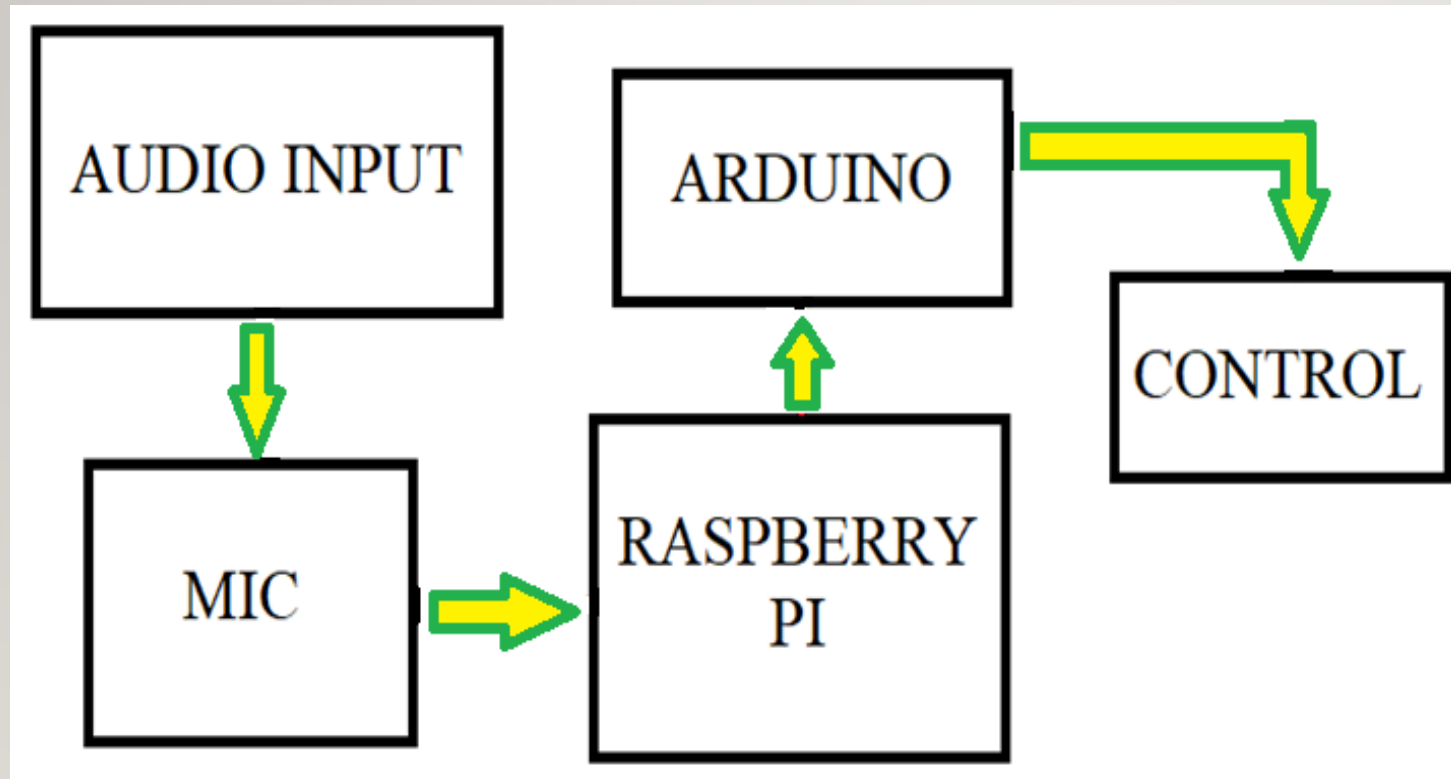 AUDIO INPUT
ARDUINO
CONTROL
MIC
RASPBERRY
PI